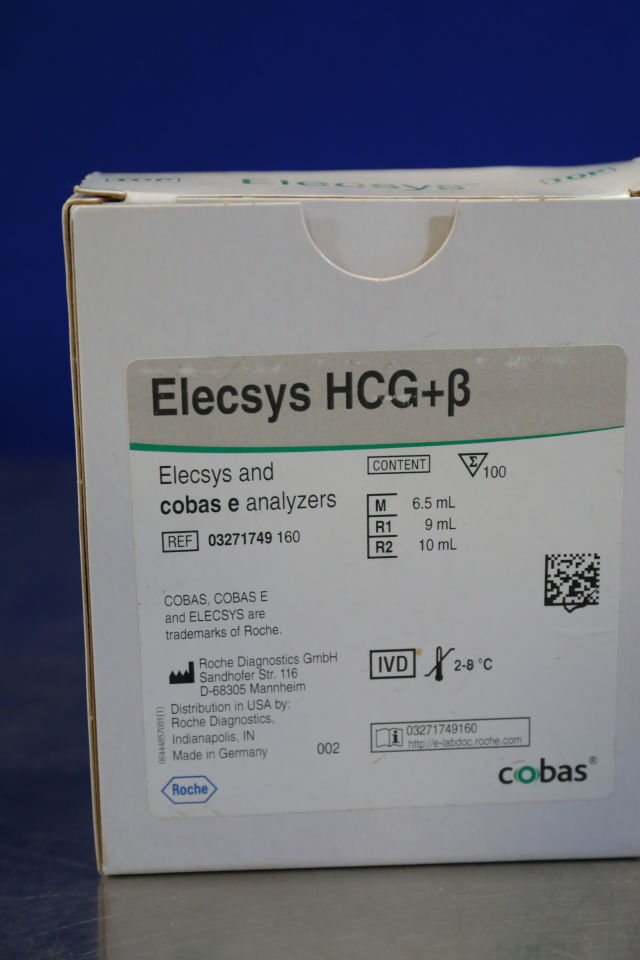 TOP
Elecsys
TOP
Elecsys HCG+β
Elecsys and
cobas e analyzers
REF 03271749 160
CONTENT
Σ 100
M 6.5 mL
R1 9 mL
R2 10 mL
COBAS, COBAS E
and ELECSYS are
trademarks of Roche.
Roche Diagnostics GmbH
Sandhofer Str. 116
D-68305 Mannheim
Distribution in USA by:
Roche Diagnostics,
Indianapolis, IN
Made in Germany
002
IVD 2-8 °C
i 03271749160
http://e-labdoc.roche.com
Roche
cobas®